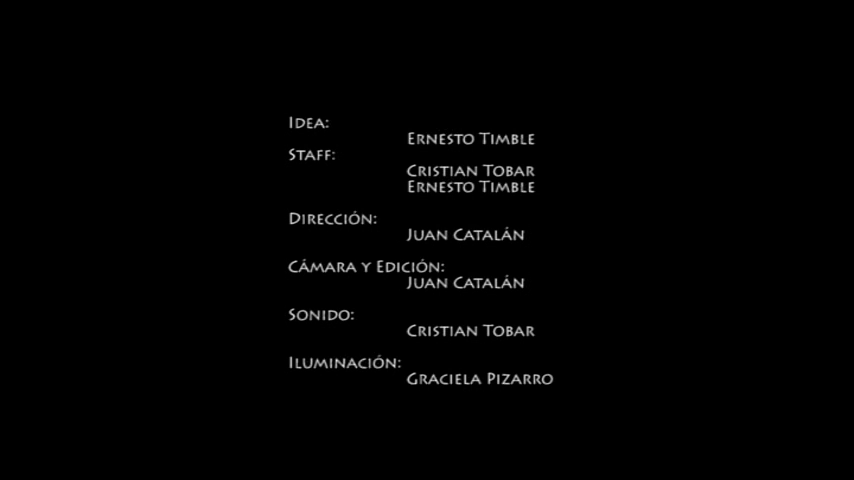 Idea:
Ernesto Timble
Staff:
Cristian Tobar
Ernesto Timble
Dirección:
Juan Catalán
Cámara y Edición:
Juan Catalán
Sonido:
Cristian Tobar
Iluminación:
Graciela Pizarro